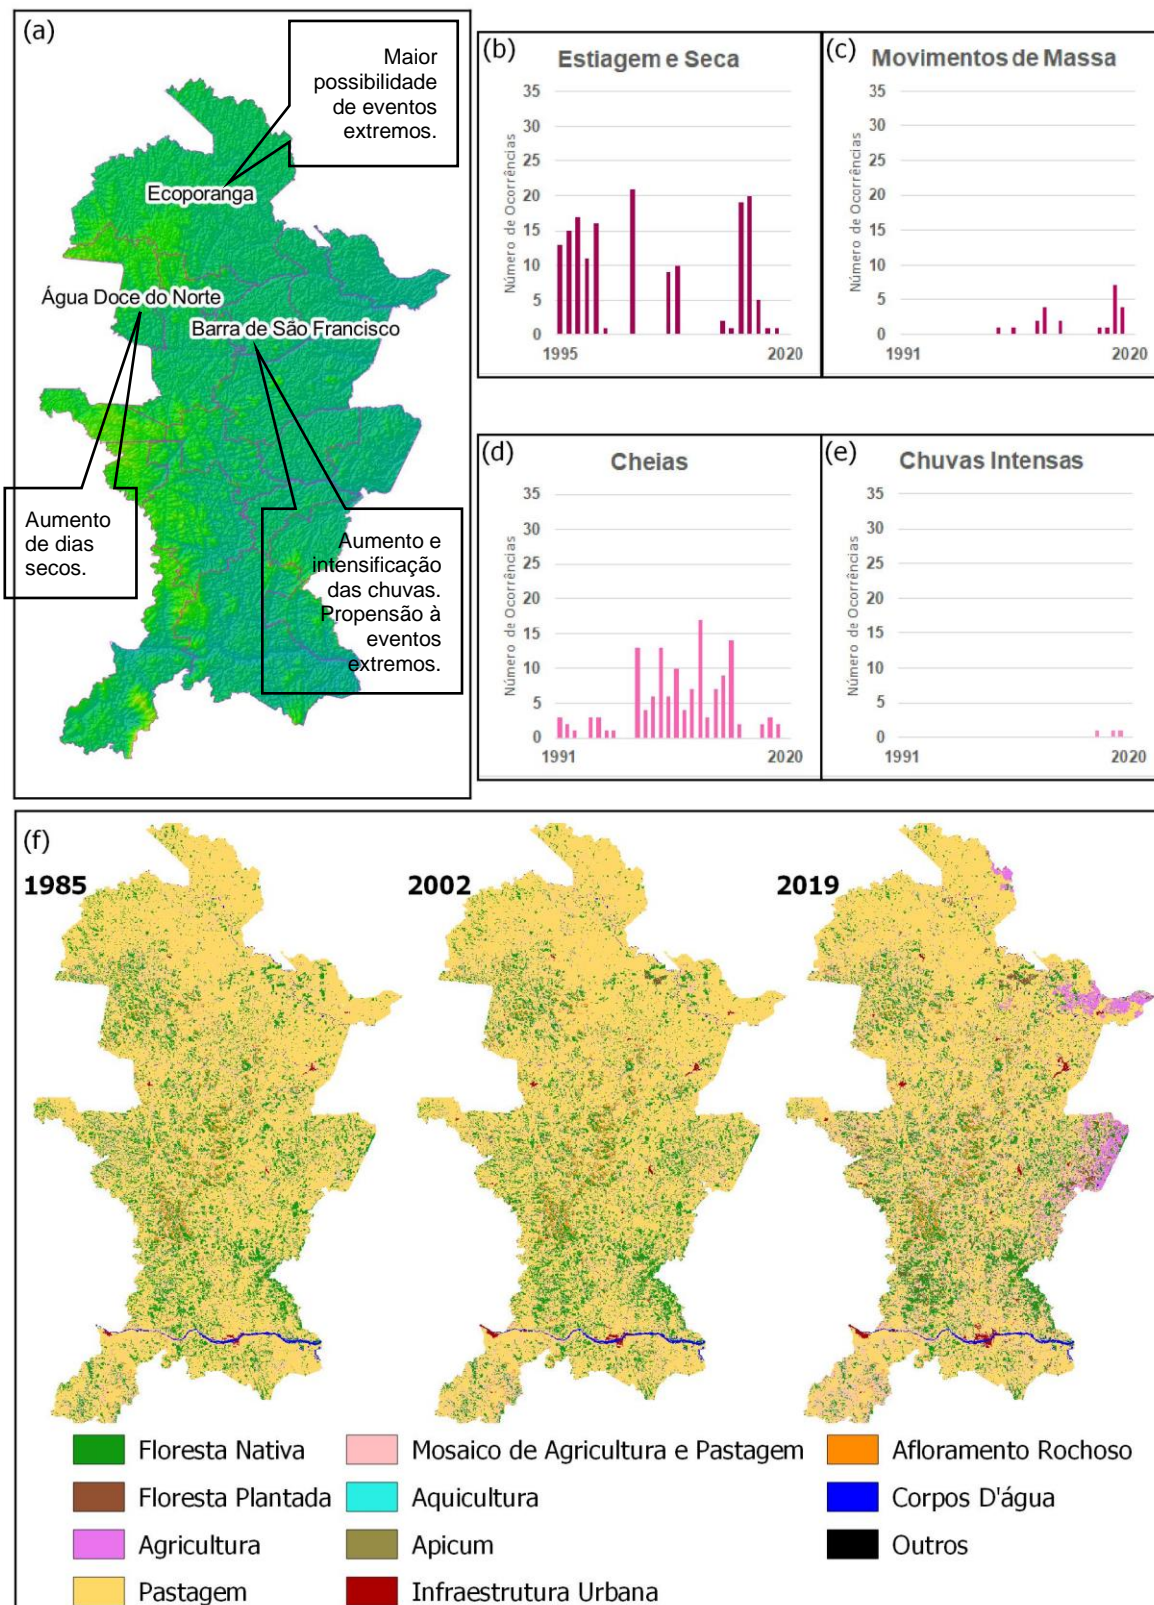 (a)
Maior
possibilidade
de eventos
extremos.
Ecoporanga
Água Doce do Norte
Barra de São Francisco
Aumento
de dias
secos.
Aumento e
intensificação
das chuvas.
Propensão à
eventos
extremos.
(b)
Estiagem e Seca
Número de Ocorrências
35
30
25
20
15
10
5
0
1995
2020
(c)
Movimentos de Massa
Número de Ocorrências
35
30
25
20
15
10
5
0
1991
2020
(d)
Cheias
Número de Ocorrências
35
30
25
20
15
10
5
0
1991
2020
(e)
Chuvas Intensas
Número de Ocorrências
35
30
25
20
15
10
5
0
1991
2020
(f)
1985
2002
2019
Floresta Nativa
Floresta Plantada
Agricultura
Pastagem
Mosaico de Agricultura e Pastagem
Aquicultura
Apicum
Infraestrutura Urbana
Afloramento Rochoso
Corpos D'água
Outros